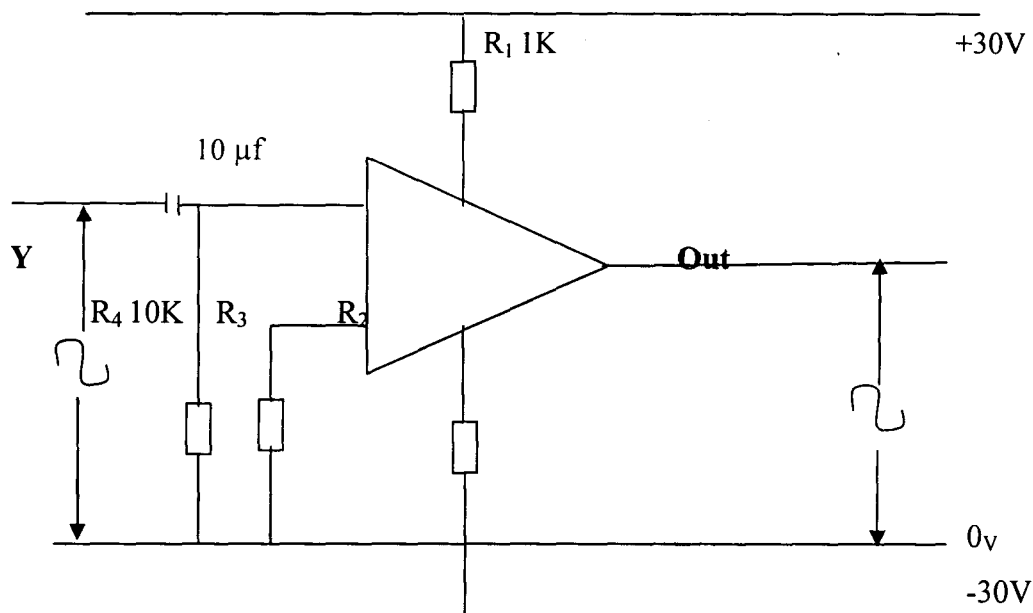 R₁ 1K
+30V
10 µf
Y
Out
R₄ 10K
R₃
R₂
0ᵥ
-30V